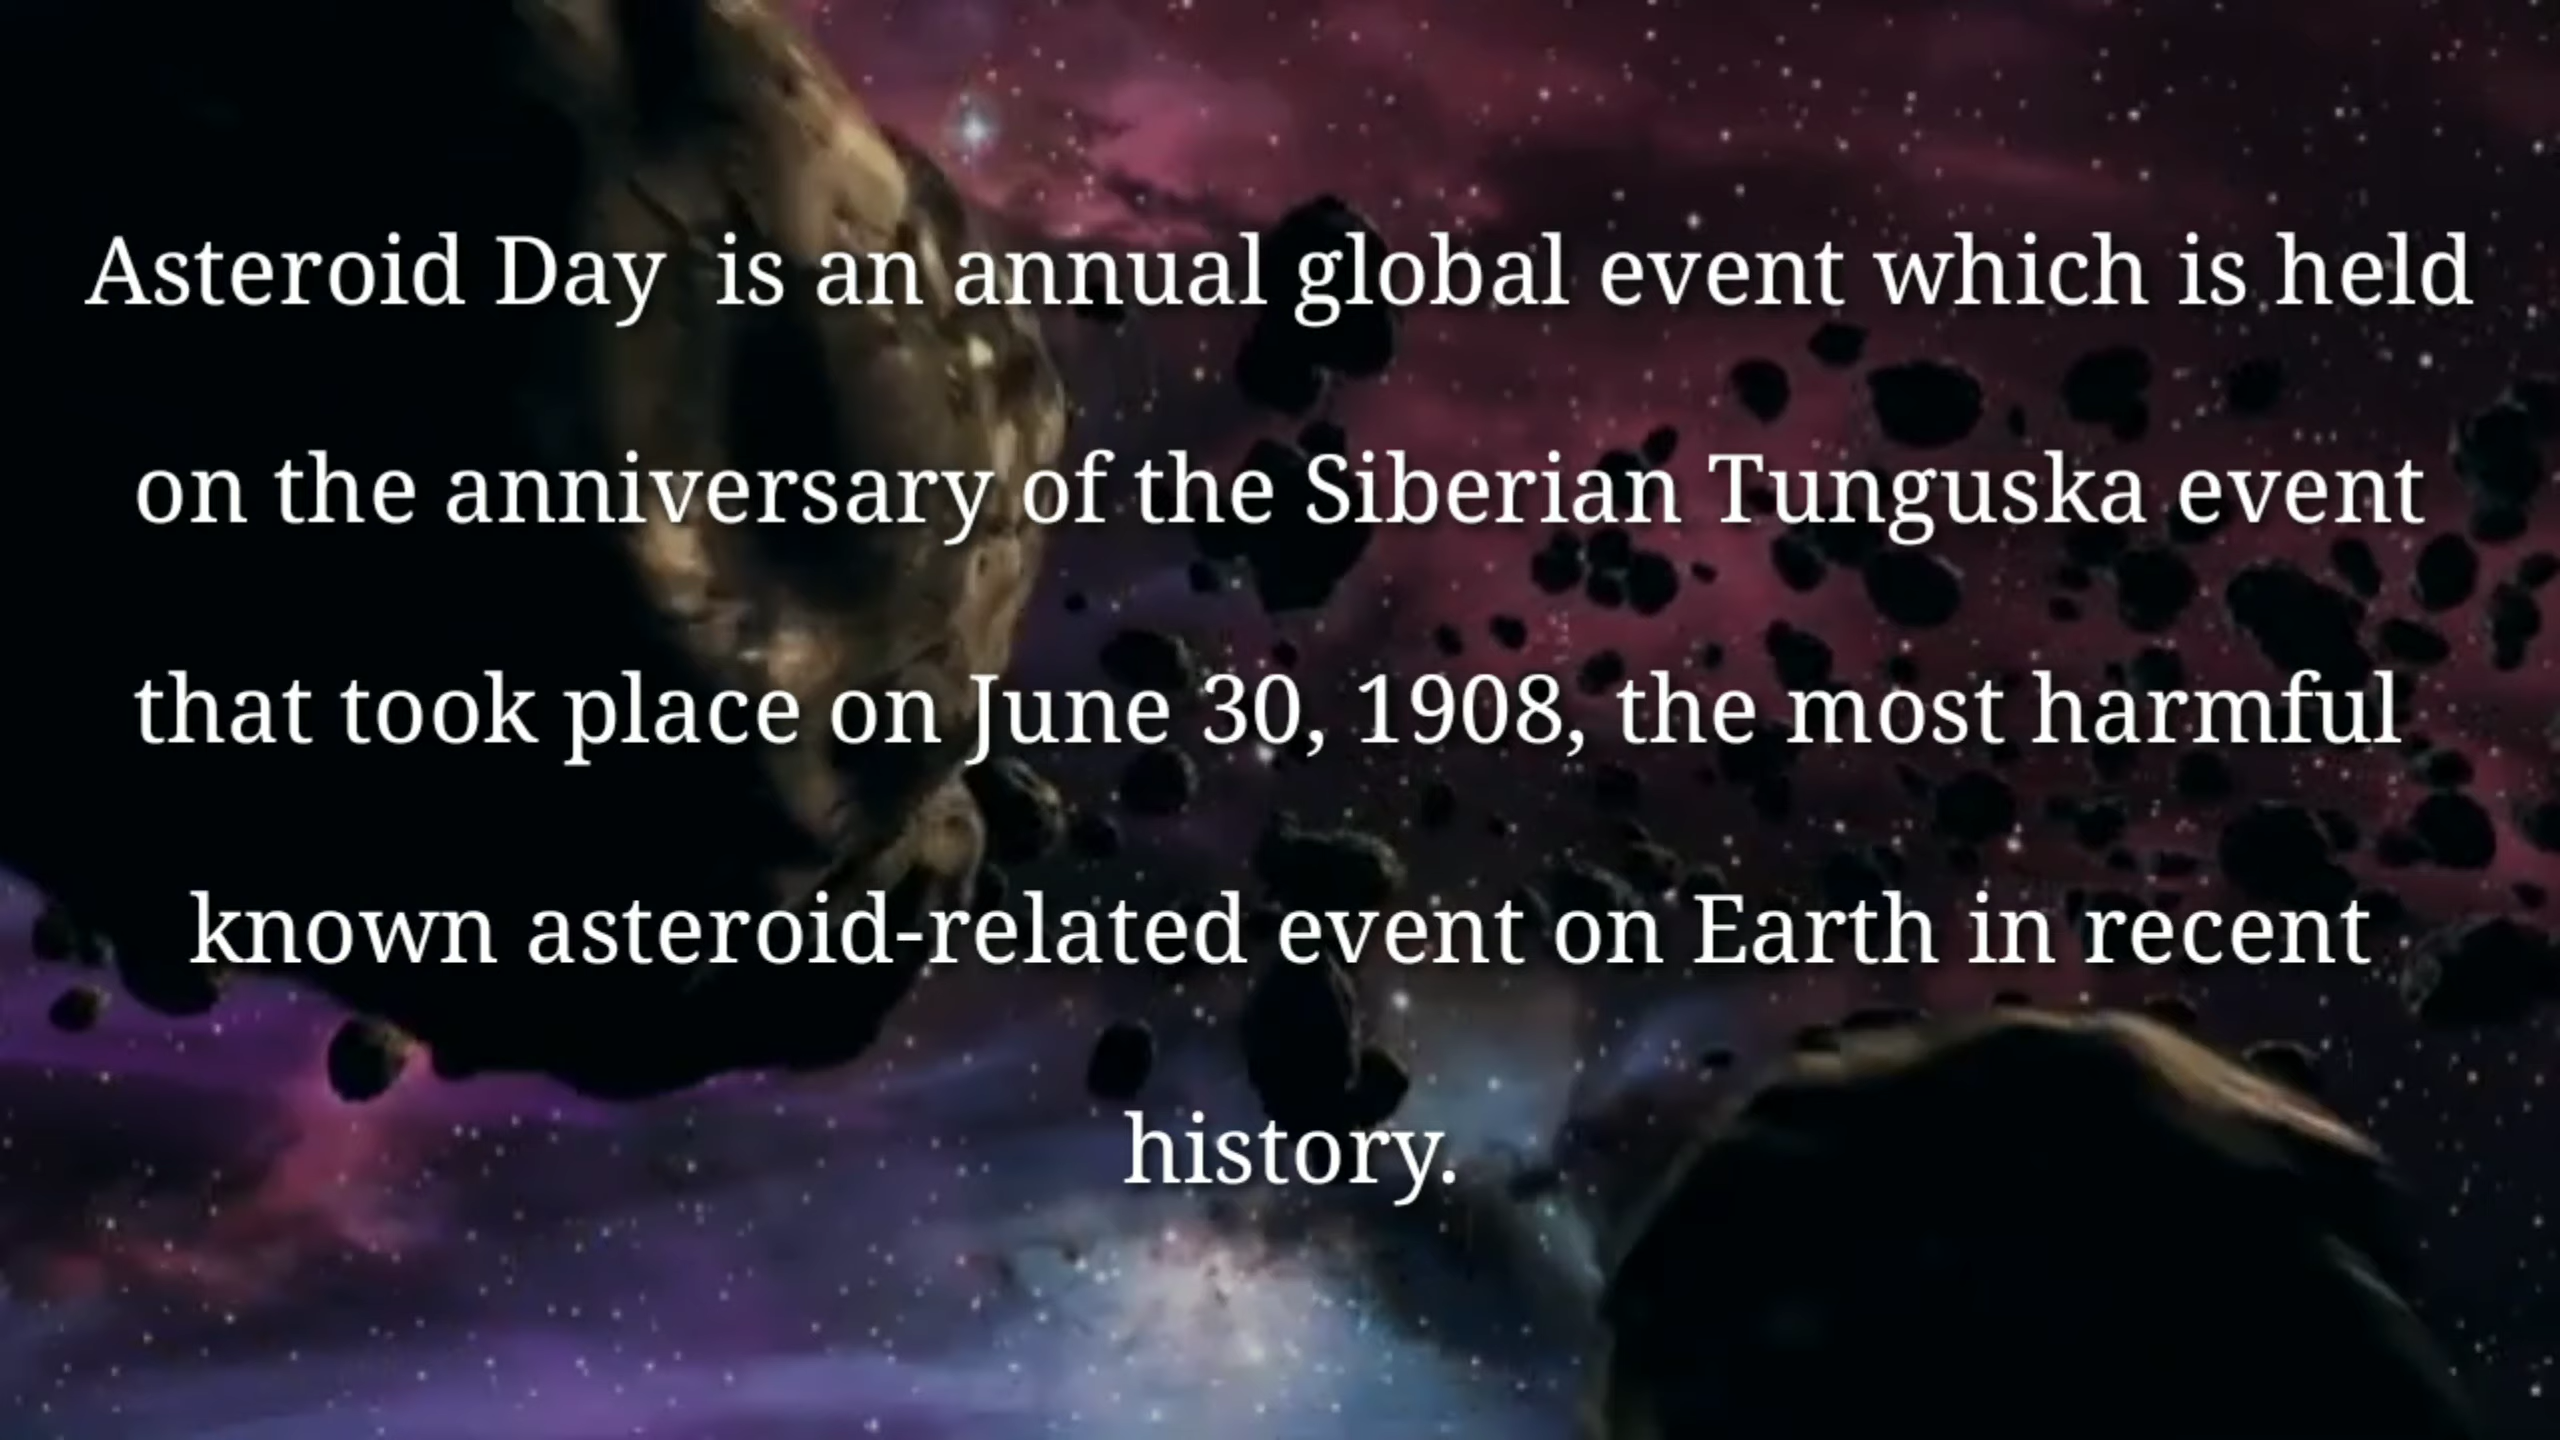 Asteroid Day  is an annual global event which is held
on the anniversary of the Siberian Tunguska event
that took place on June 30, 1908, the most harmful
known asteroid-related event on Earth in recent
history.